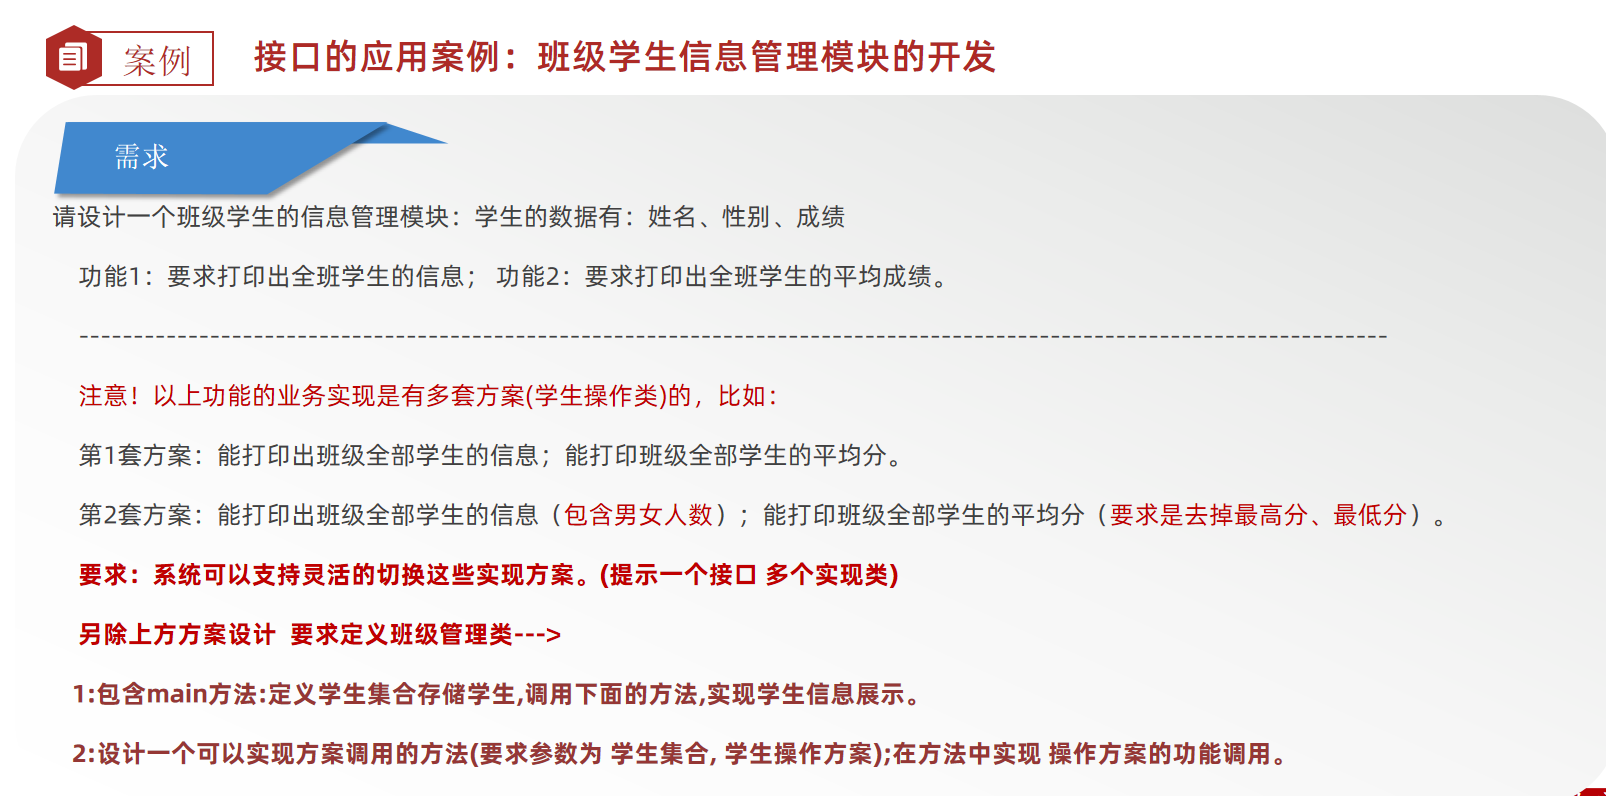 案例
接口的应用案例：班级学生信息管理模块的开发
需求
请设计一个班级学生的信息管理模块：学生的数据有：姓名、性别、成绩
功能1：要求打印出全班学生的信息； 功能2：要求打印出全班学生的平均成绩。
---------------------------------------------------------------------------------------------------------------------
注意！以上功能的业务实现是有多套方案(学生操作类)的，比如：
第1套方案：能打印出班级全部学生的信息；能打印班级全部学生的平均分。
第2套方案：能打印出班级全部学生的信息（包含男女人数）；能打印班级全部学生的平均分（要求是去掉最高分、最低分）。
要求：系统可以支持灵活的切换这些实现方案。(提示一个接口 多个实现类)
另除上方方案设计 要求定义班级管理类--->
1:包含main方法:定义学生集合存储学生,调用下面的方法,实现学生信息展示。
2:设计一个可以实现方案调用的方法(要求参数为 学生集合, 学生操作方案);在方法中实现 操作方案的功能调用。